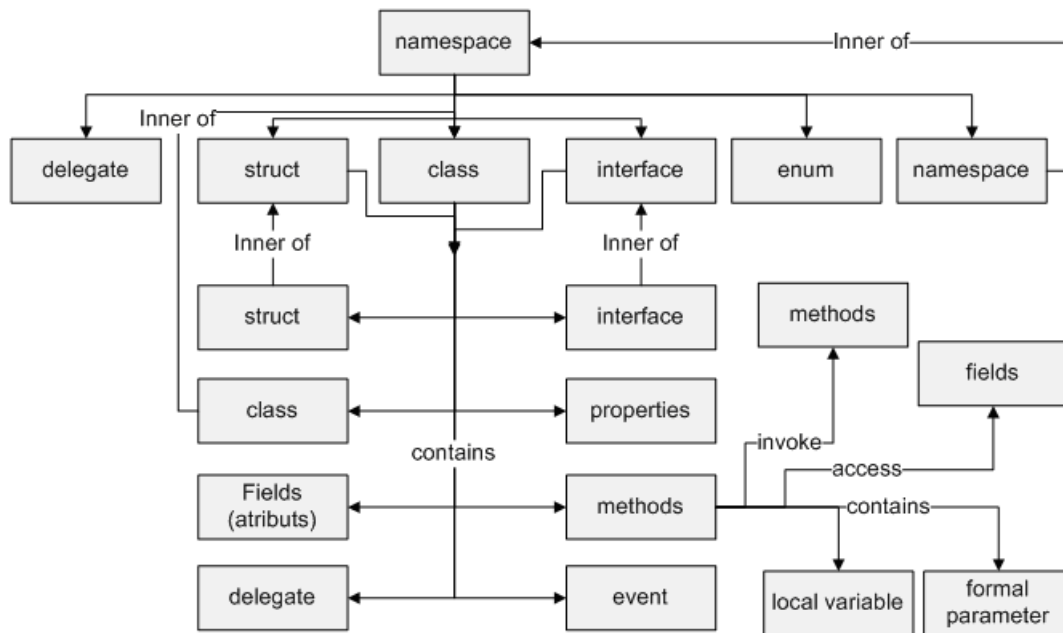 namespace
Inner of
Inner of
delegate
struct
class
interface
enum
namespace
Inner of
Inner of
struct
interface
methods
fields
class
properties
invoke
contains
access
Fields
(atributs)
methods
contains
delegate
event
local variable
formal
parameter